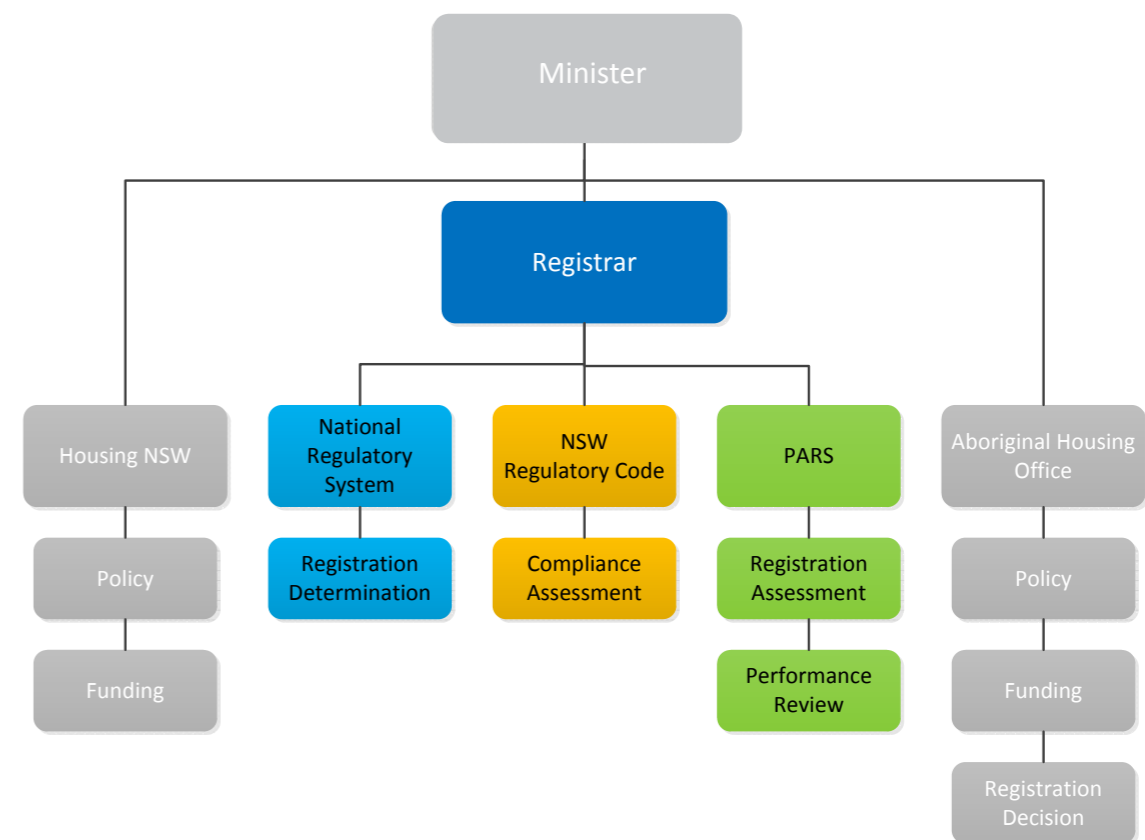 Minister
Registrar
Housing NSW
National
Regulatory
System
NSW
Regulatory Code
PARS
Aboriginal Housing
Office
Policy
Registration
Determination
Compliance
Assessment
Registration
Assessment
Policy
Funding
Performance
Review
Funding
Registration
Decision